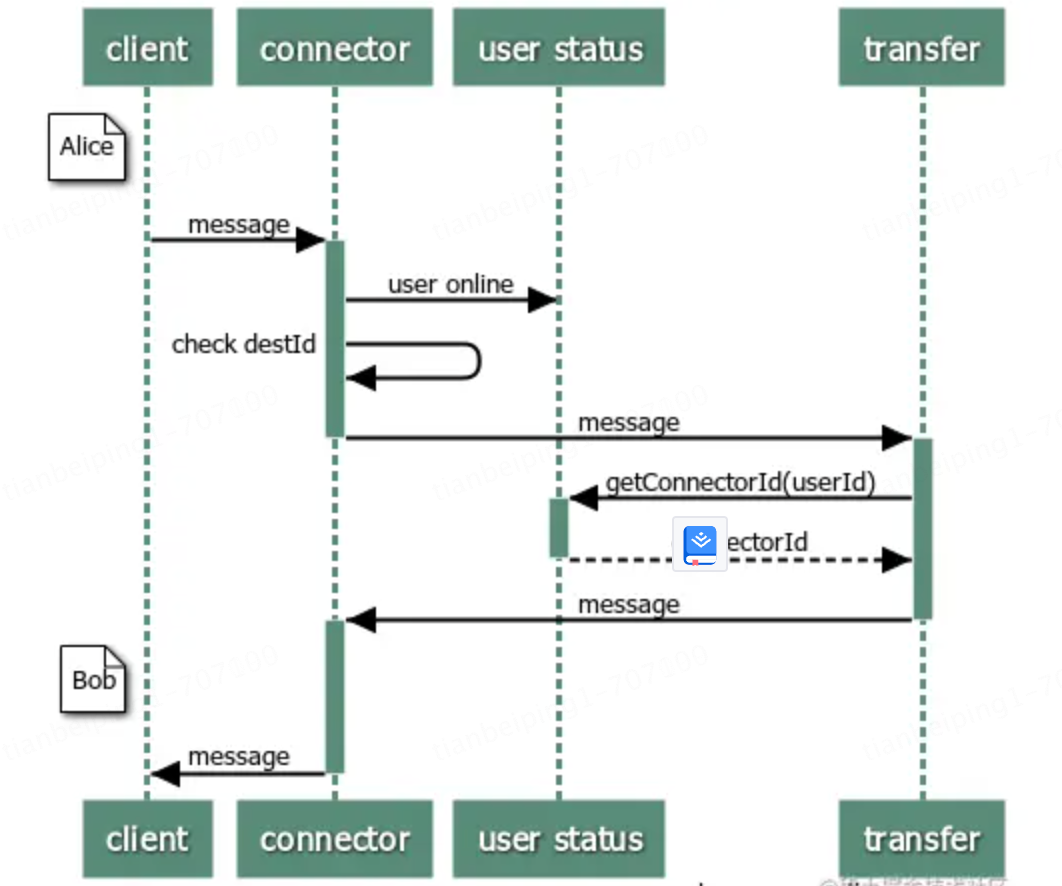 client
connector
user status
transfer
Alice
message
user online
check destId
message
getConnectorId(userId)
ectorId
message
Bob
message
client
connector
user status
transfer